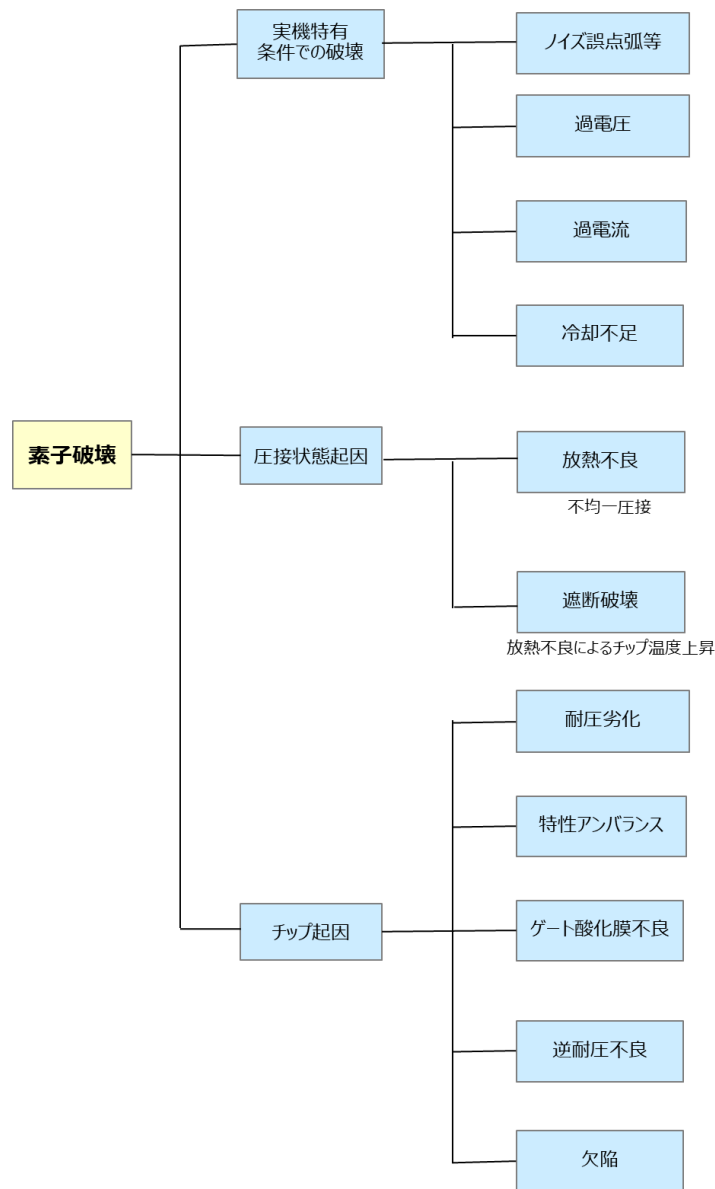 実機特有
条件での破壊
ノイズ誤点弧等
過電圧
過電流
冷却不足
素子破壊
圧接状態起因
放熱不良
不均一圧接
遮断破壊
放熱不良によるチップ温度上昇
チップ起因
耐圧劣化
特性アンバランス
ゲート酸化膜不良
逆耐圧不良
欠陥